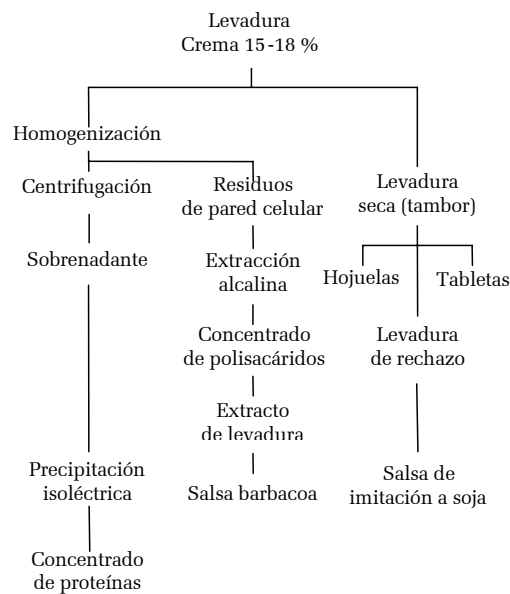 Levadura
Crema 15-18 %
Homogenización
Centrifugación
Residuos
de pared celular
Levadura
seca (tambor)
Sobrenadante
Extracción
alcalina
Hojuelas
Tabletas
Concentrado
de polisacáridos
Levadura
de rechazo
Extracto
de levadura
Precipitación
isoléctrica
Salsa barbacoa
Salsa de
imitación a soja
Concentrado
de proteínas